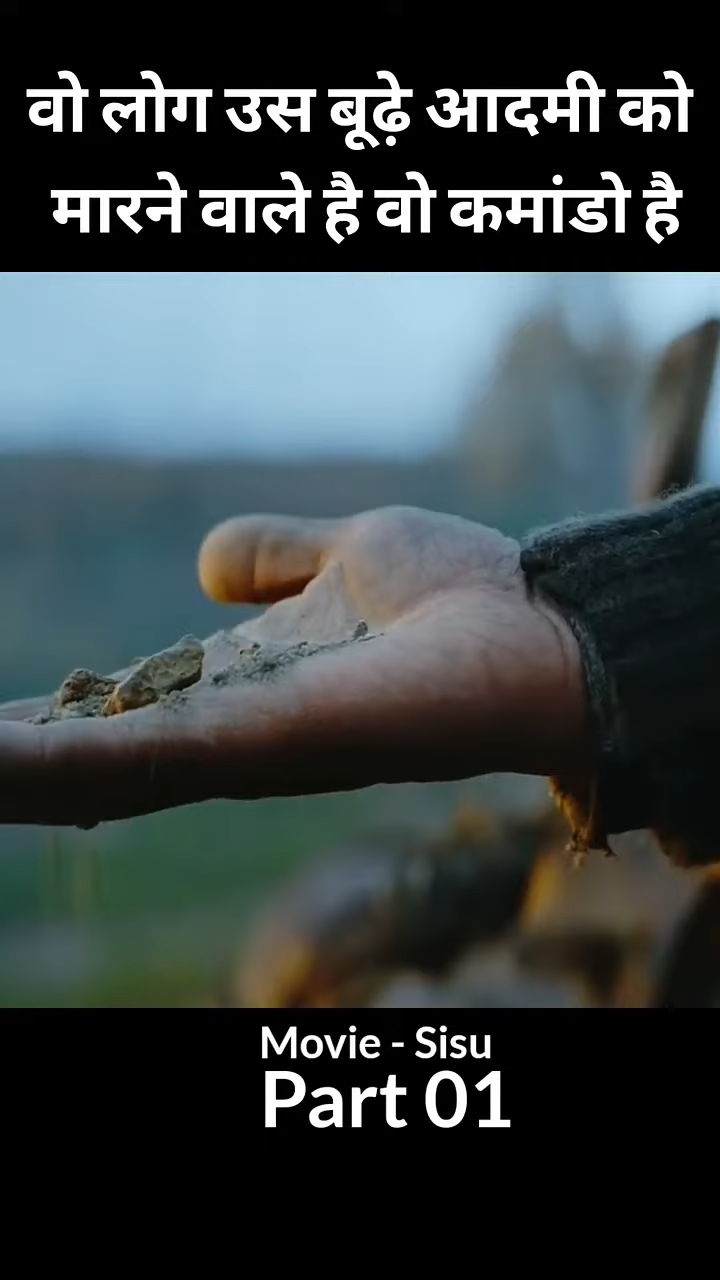 वो लोग उस बूढ़े आदमी को
मारने वाले है वो कमांडो है
Movie - Sisu
Part 01